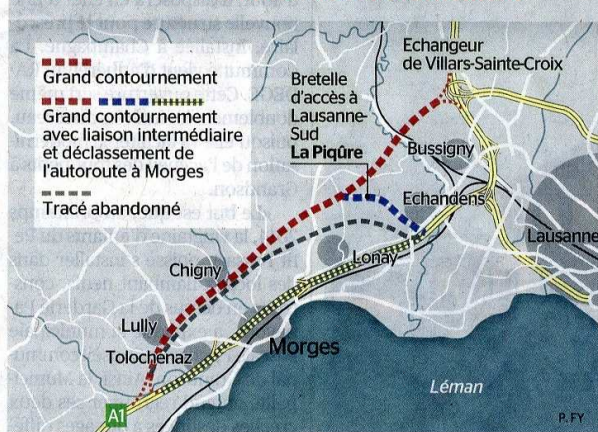 Grand contournement
Grand contournement
avec liaison intermédiaire
et déclassement de
l'autoroute à Morges
Tracé abandonné
Bretelle
d'accès à
Lausanne-
Sud
La Piqûre
Echangeur
de Villars-Sainte-Croix
Bussigny
Echandens
Lausanne
Lonay
Chigny
Lully
Tolochenaz
Morges
Léman
A1
P. FY